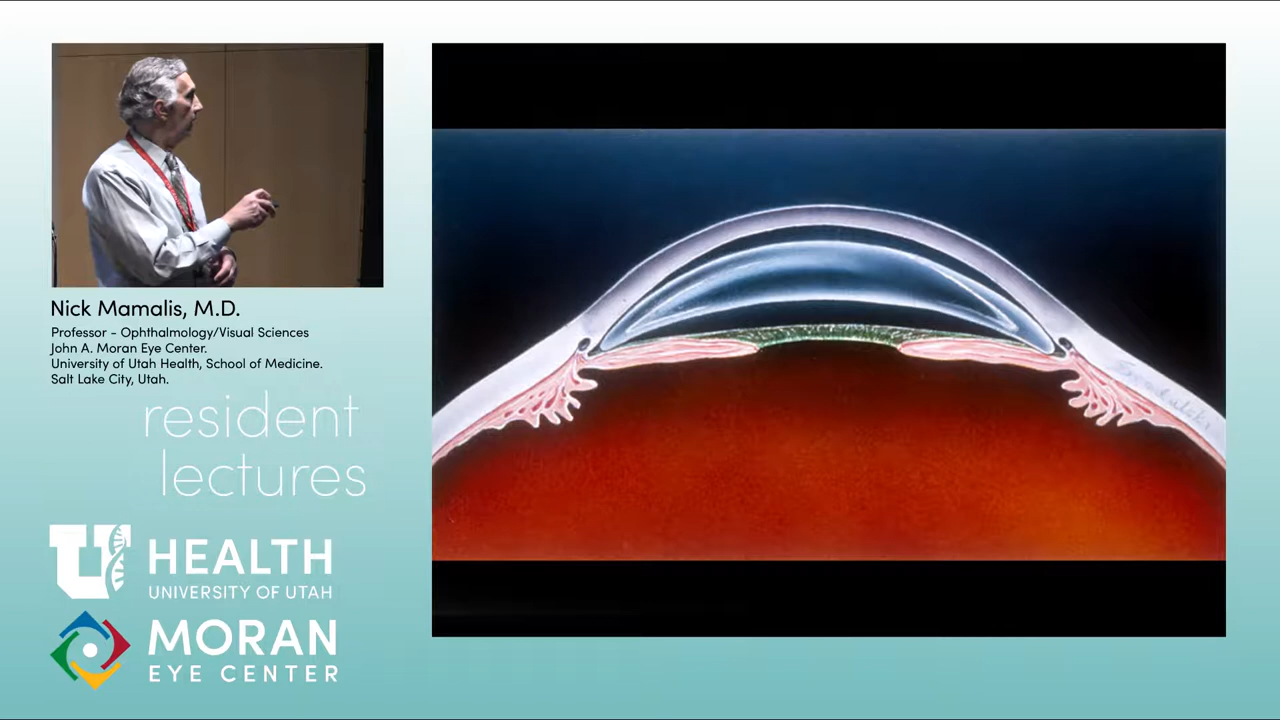 Nick Mamalis, M.D.
Professor - Ophthalmology/Visual Sciences
John A. Moran Eye Center.
University of Utah Health, School of Medicine.
Salt Lake City, Utah.
resident
lectures
U
HEALTH
UNIVERSITY OF UTAH
MORAN
EYE CENTER